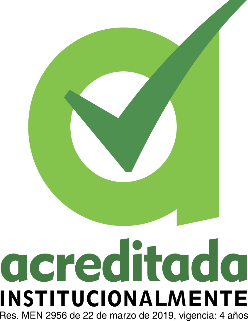 acreditada
INSTITUCIONALMENTE
Res. MEN 2956 de 22 de marzo de 2019, vigencia: 4 años